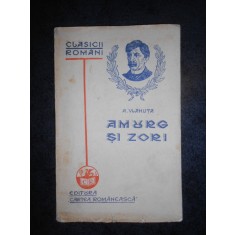 CLASICII
ROMÂNI
A. VLAHUȚĂ
AMURG
ȘI ZORI
EDITURA
„CARTEA ROMÂNEASCĂ"